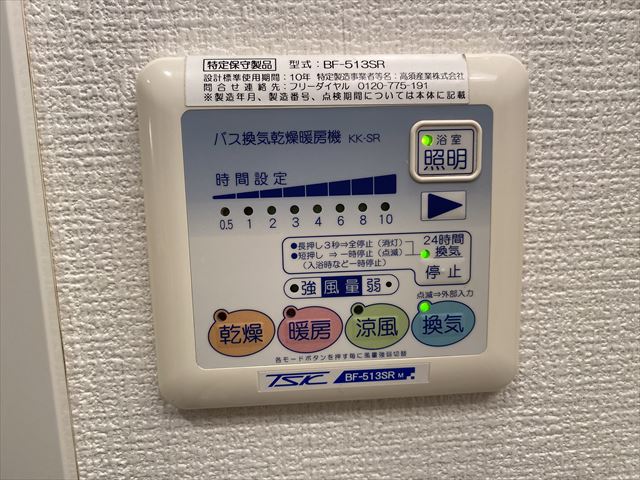 特定保守製品 型式：BF-513SR
設計標準使用期間：10年 特定製造事業者等名：高須産業株式会社
問合せ連絡先：フリーダイヤル 0120-775-191
※製造年月、製造番号、点検期間については本体に記載
バス換気乾燥暖房機 KK-SR
浴室
照明
時間設定
0.5 1 2 3 4 6 8 10
●長押し3秒⇒全停止（消灯）
●短押し ⇒一時停止（点滅）
（入浴時など一時停止）
24時間
換気
停止
強 風量 弱
点滅⇒外部入力
乾燥 暖房 涼風 換気
各モードボタンを押す毎に風量強弱切替
TSK BF-513SR M